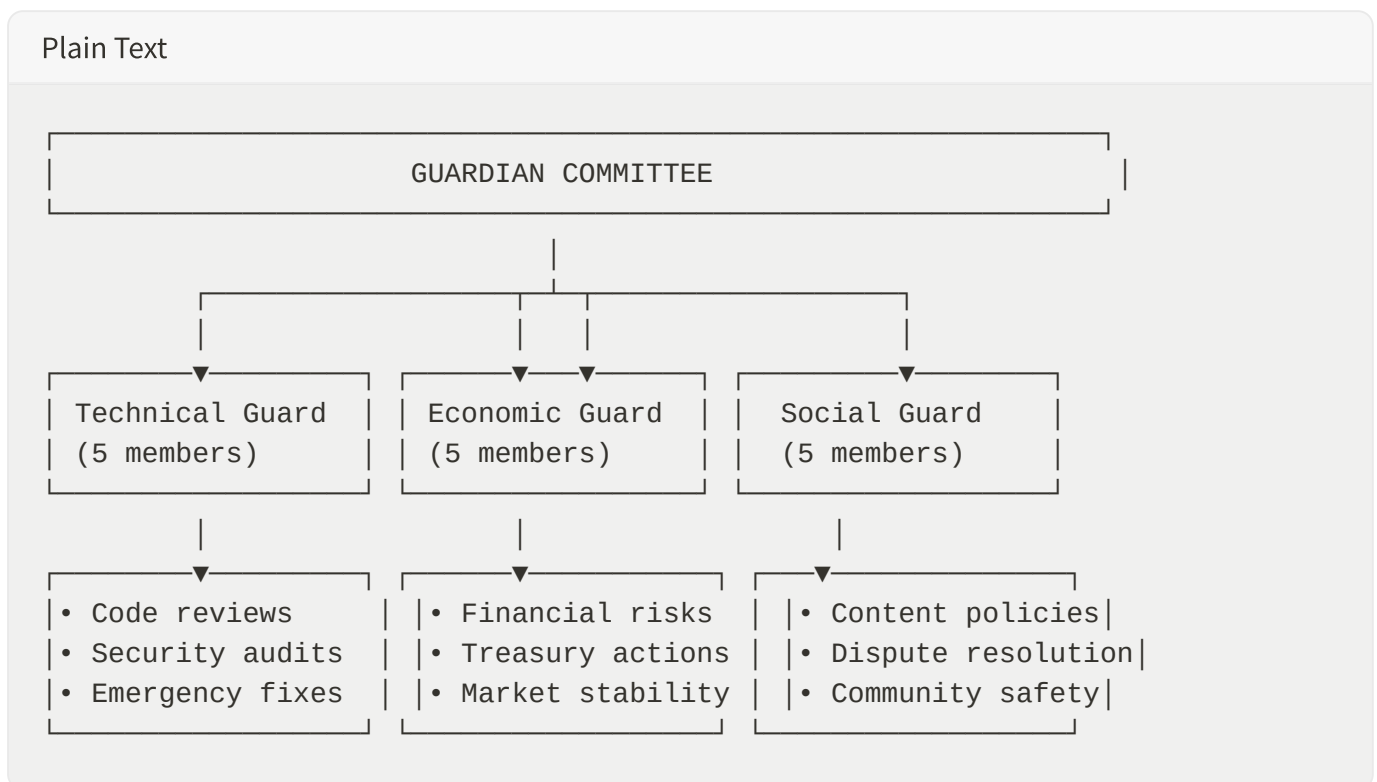 Plain Text
GUARDIAN COMMITTEE
Technical Guard Economic Guard Social Guard
(5 members) (5 members) (5 members)
• Code reviews • Financial risks • Content policies
• Security audits • Treasury actions • Dispute resolution
• Emergency fixes • Market stability • Community safety